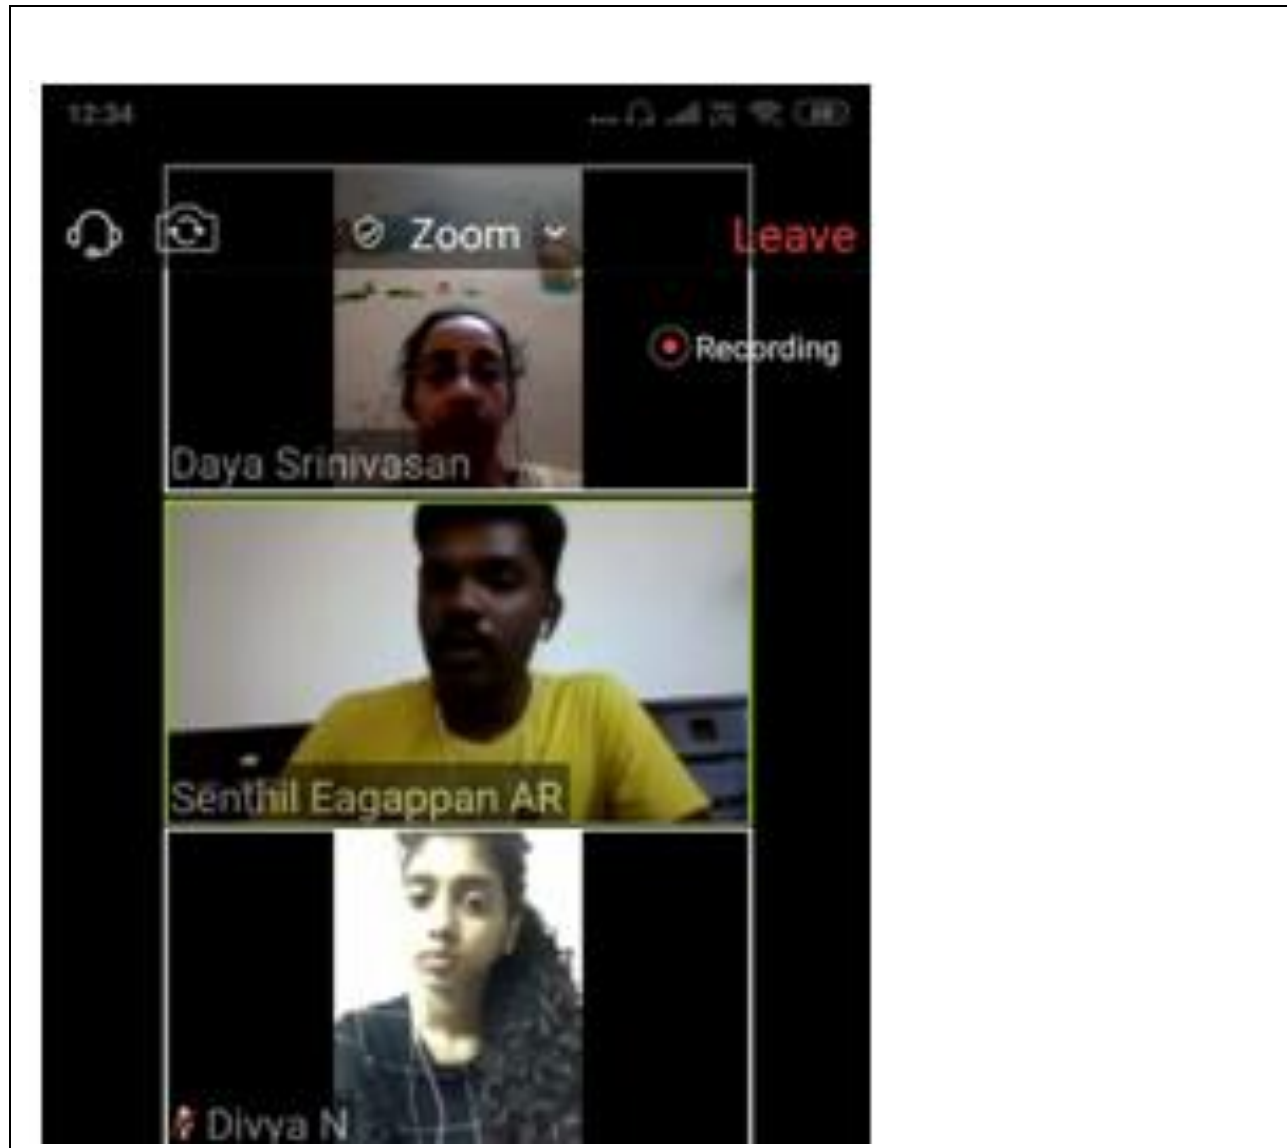 12:34
Zoom
Leave
Recording
Daya Srinivasan
Senthil Eagappan AR
Divya N